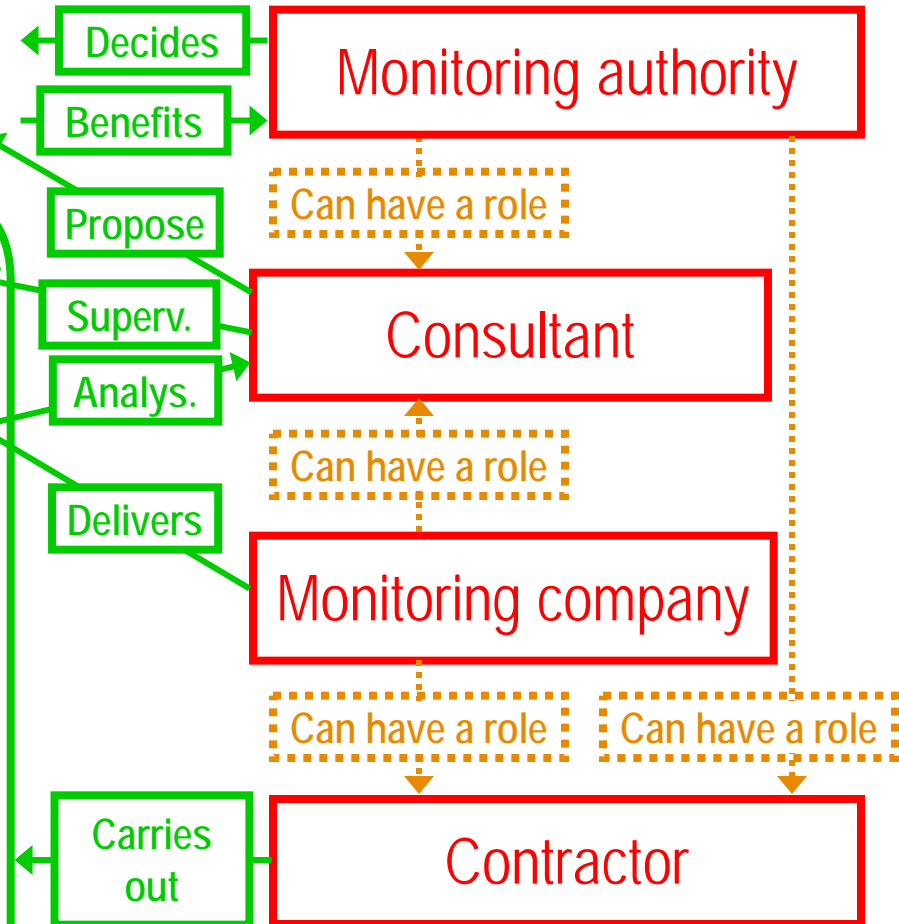 Decides
Monitoring authority
Benefits
Can have a role
Propose
Superv.
Consultant
Analys.
Can have a role
Delivers
Monitoring company
Can have a role
Can have a role
Carries
out
Contractor